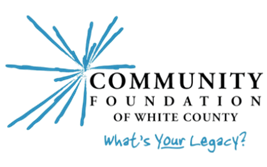 COMMUNITY
FOUNDATION
OF WHITE COUNTY
What's Your Legacy?